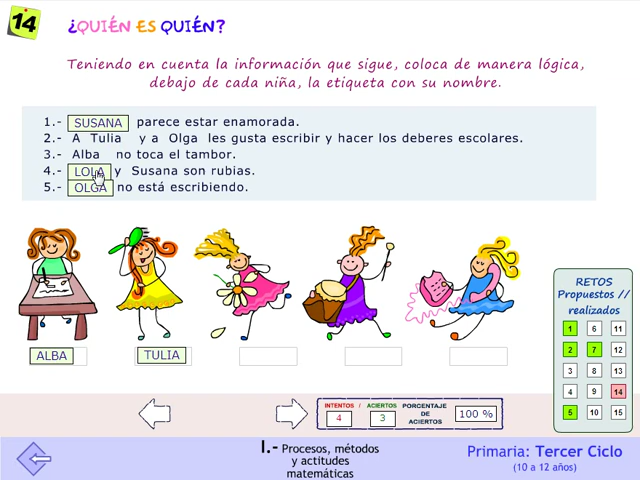 14
¿QUIÉN ES QUIÉN?
Teniendo en cuenta la información que sigue, coloca de manera lógica,
debajo de cada niña, la etiqueta con su nombre.
1.- SUSANA parece estar enamorada.
2.- A Tulia y a Olga les gusta escribir y hacer los deberes escolares.
3.- Alba no toca el tambor.
4.- LOLA y Susana son rubias.
5.- OLGA no está escribiendo.
ALBA TULIA
RETOS
Propuestos //
realizados
1 6 11
2 7 12
3 8 13
4 9 14
5 10 15
INTENTOS / ACIERTOS PORCENTAJE
DE
ACIERTOS
4 3 100 %
I.- Procesos, métodos
y actitudes
matemáticas
Primaria: Tercer Ciclo
(10 a 12 años)